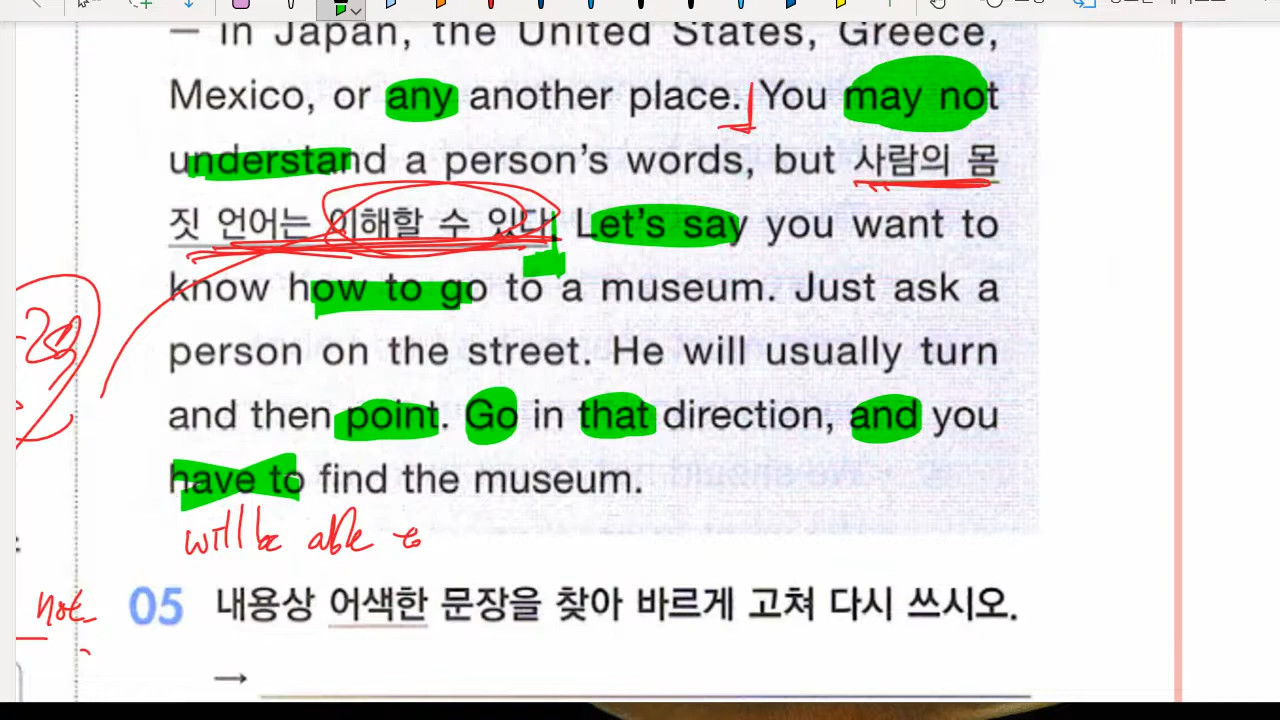 — in Japan, the United States, Greece,
Mexico, or any another place. You may not
understand a person's words, but 사람의 몸
짓 언어는 이해할 수 있다. Let's say you want to
know how to go to a museum. Just ask a
person on the street. He will usually turn
and then point. Go in that direction, and you
have to find the museum.
will be able to
not
05 내용상 어색한 문장을 찾아 바르게 고쳐 다시 쓰시오.
→